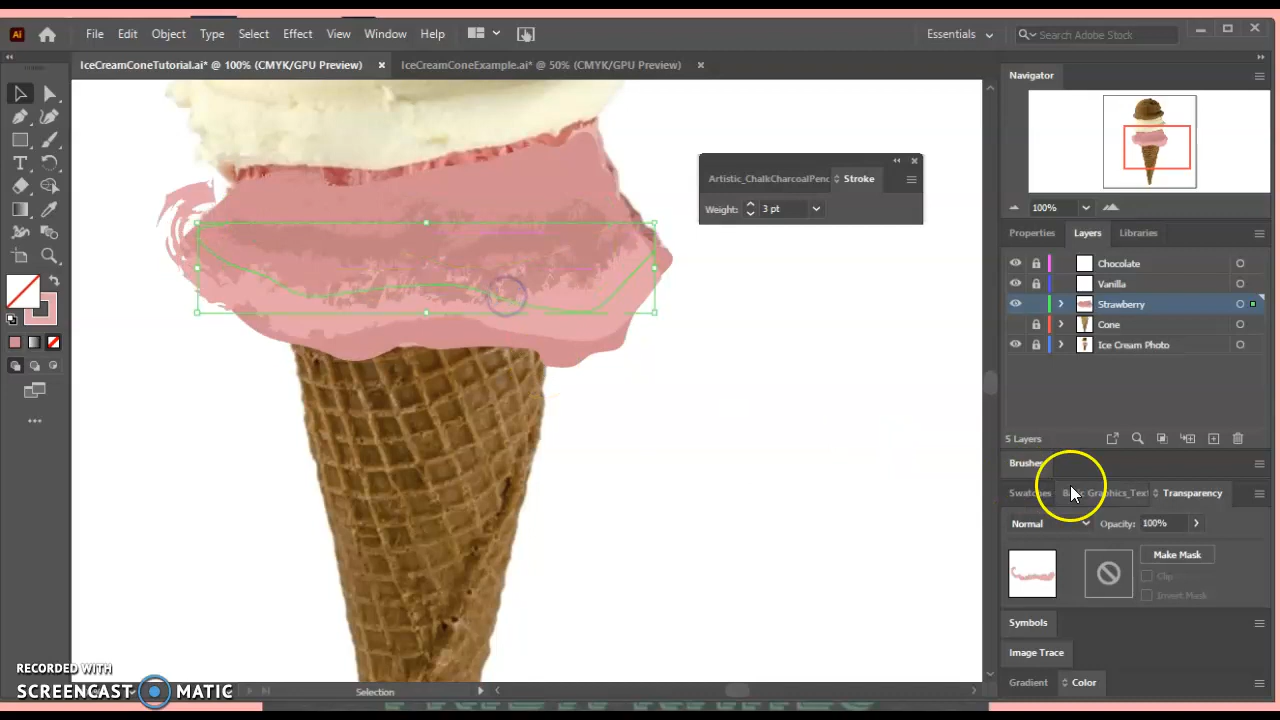 Ai File Edit Object Type Select Effect View Window Help Essentials Search Adobe Stock
IceCreamConeTutorial.ai* @ 100% (CMYK/GPU Preview) × IceCreamConeExample.ai* @ 50% (CMYK/GPU Preview) ×
Navigator
Artistic_ChalkCharcoalPenc Stroke
Weight: 3 pt
100%
Properties Layers Libraries
Chocolate
Vanilla
Strawberry
Cone
Ice Cream Photo
5 Layers
Brushes
Swatches Graphics_Text Transparency
Normal Opacity: 100%
Make Mask
Clip
Invert Mask
Symbols
Image Trace
Gradient Color
RECORDED WITH
SCREENCAST MATIC
Selection